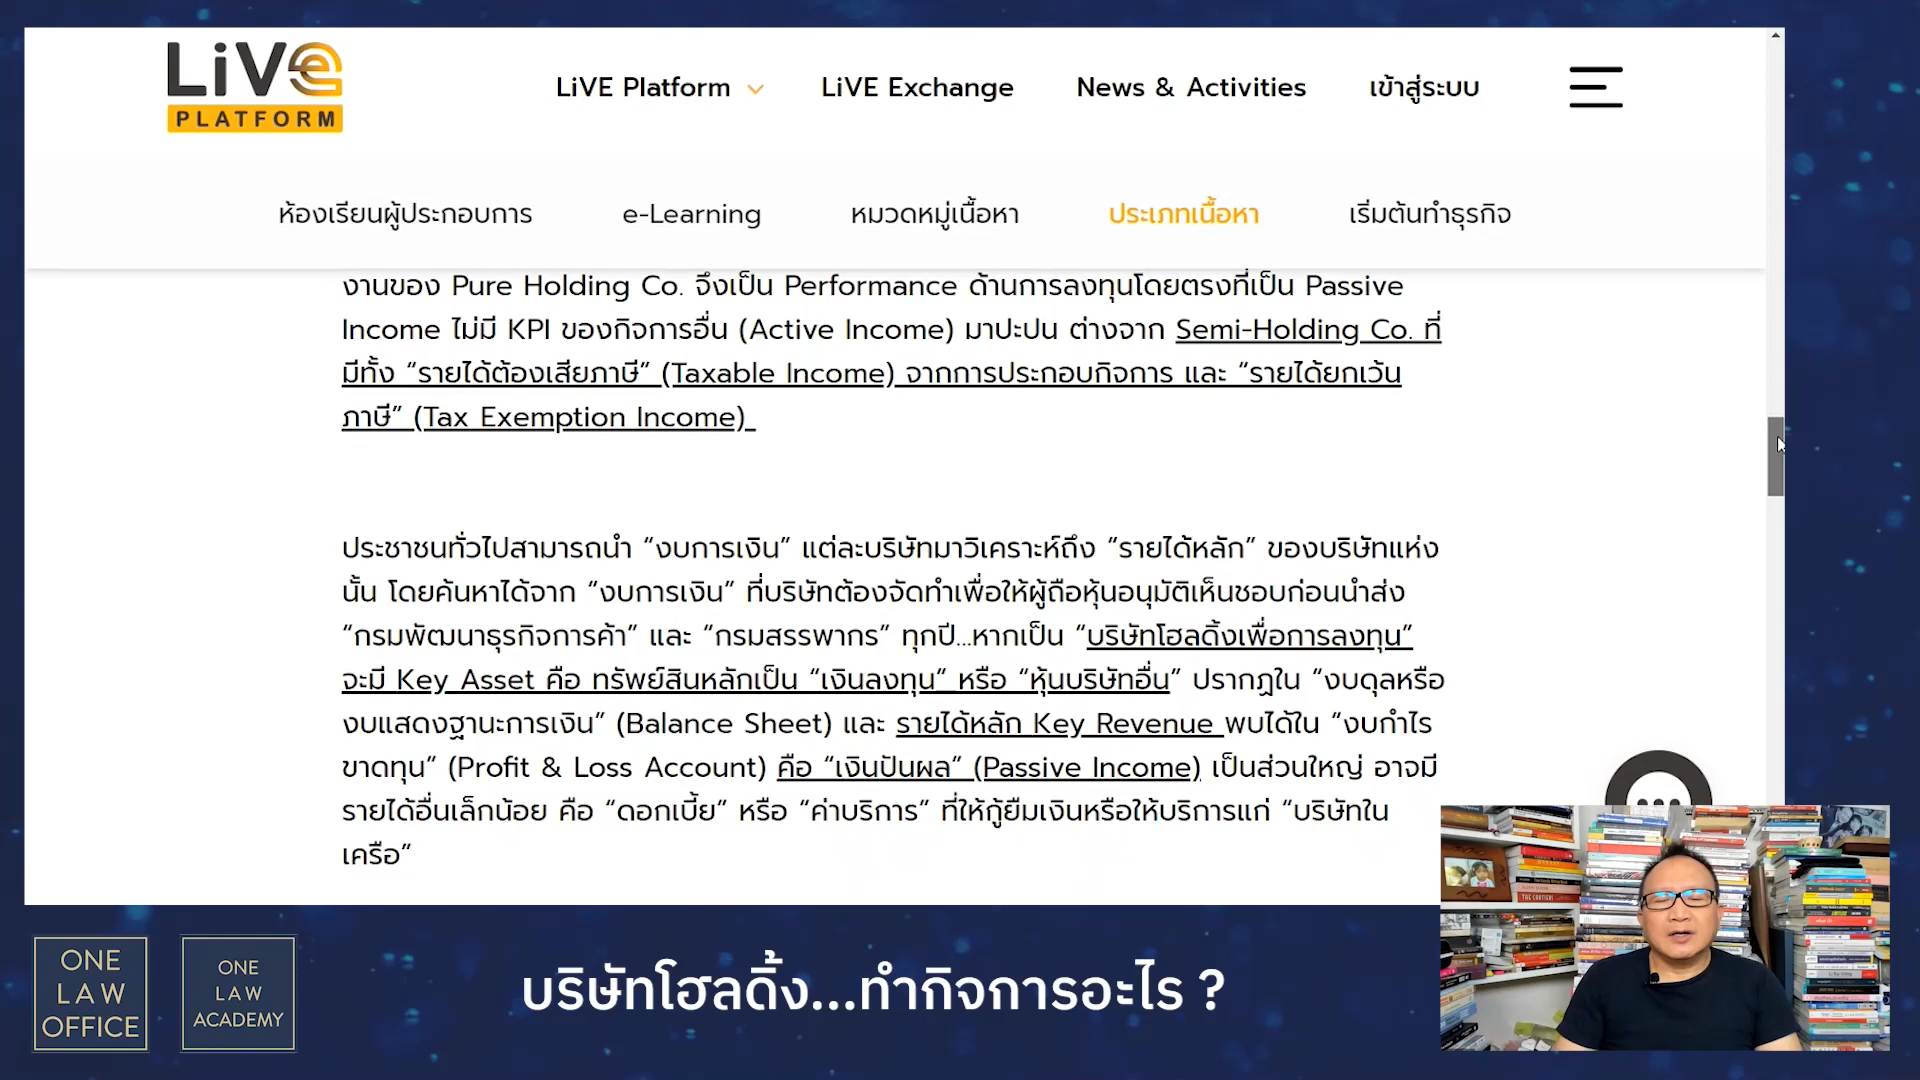 LiVe
PLATFORM
LiVE Platform
LiVE Exchange
News & Activities
เข้าสู่ระบบ
ห้องเรียนผู้ประกอบการ
e-Learning
หมวดหมู่เนื้อหา
ประเภทเนื้อหา
เริ่มต้นทำธุรกิจ
งานของ Pure Holding Co. จึงเป็น Performance ด้านการลงทุนโดยตรงที่เป็น Passive
Income ไม่มี KPI ของกิจการอื่น (Active Income) มาปะปน ต่างจาก Semi-Holding Co. ที่
มีทั้ง “รายได้ต้องเสียภาษี” (Taxable Income) จากการประกอบกิจการ และ “รายได้ยกเว้น
ภาษี” (Tax Exemption Income)
ประชาชนทั่วไปสามารถนำ “งบการเงิน” แต่ละบริษัทมาวิเคราะห์ถึง “รายได้หลัก” ของบริษัทแห่ง
นั้น โดยค้นหาได้จาก “งบการเงิน” ที่บริษัทต้องจัดทำเพื่อให้ผู้ถือหุ้นอนุมัติเห็นชอบก่อนนำส่ง
“กรมพัฒนาธุรกิจการค้า” และ “กรมสรรพากร” ทุกปี...หากเป็น “บริษัทโฮลดิ้งเพื่อการลงทุน”
จะมี Key Asset คือ ทรัพย์สินหลักเป็น “เงินลงทุน” หรือ “หุ้นบริษัทอื่น” ปรากฏใน “งบดุลหรือ
งบแสดงฐานะการเงิน” (Balance Sheet) และ รายได้หลัก Key Revenue พบได้ใน “งบกำไร
ขาดทุน” (Profit & Loss Account) คือ “เงินปันผล” (Passive Income) เป็นส่วนใหญ่ อาจมี
รายได้อื่นเล็กน้อย คือ “ดอกเบี้ย” หรือ “ค่าบริการ” ที่ให้กู้ยืมเงินหรือให้บริการแก่ “บริษัทใน
เครือ”
ONE
LAW
OFFICE
ONE
LAW
ACADEMY
บริษัทโฮลดิ้ง...ทำกิจการอะไร ?